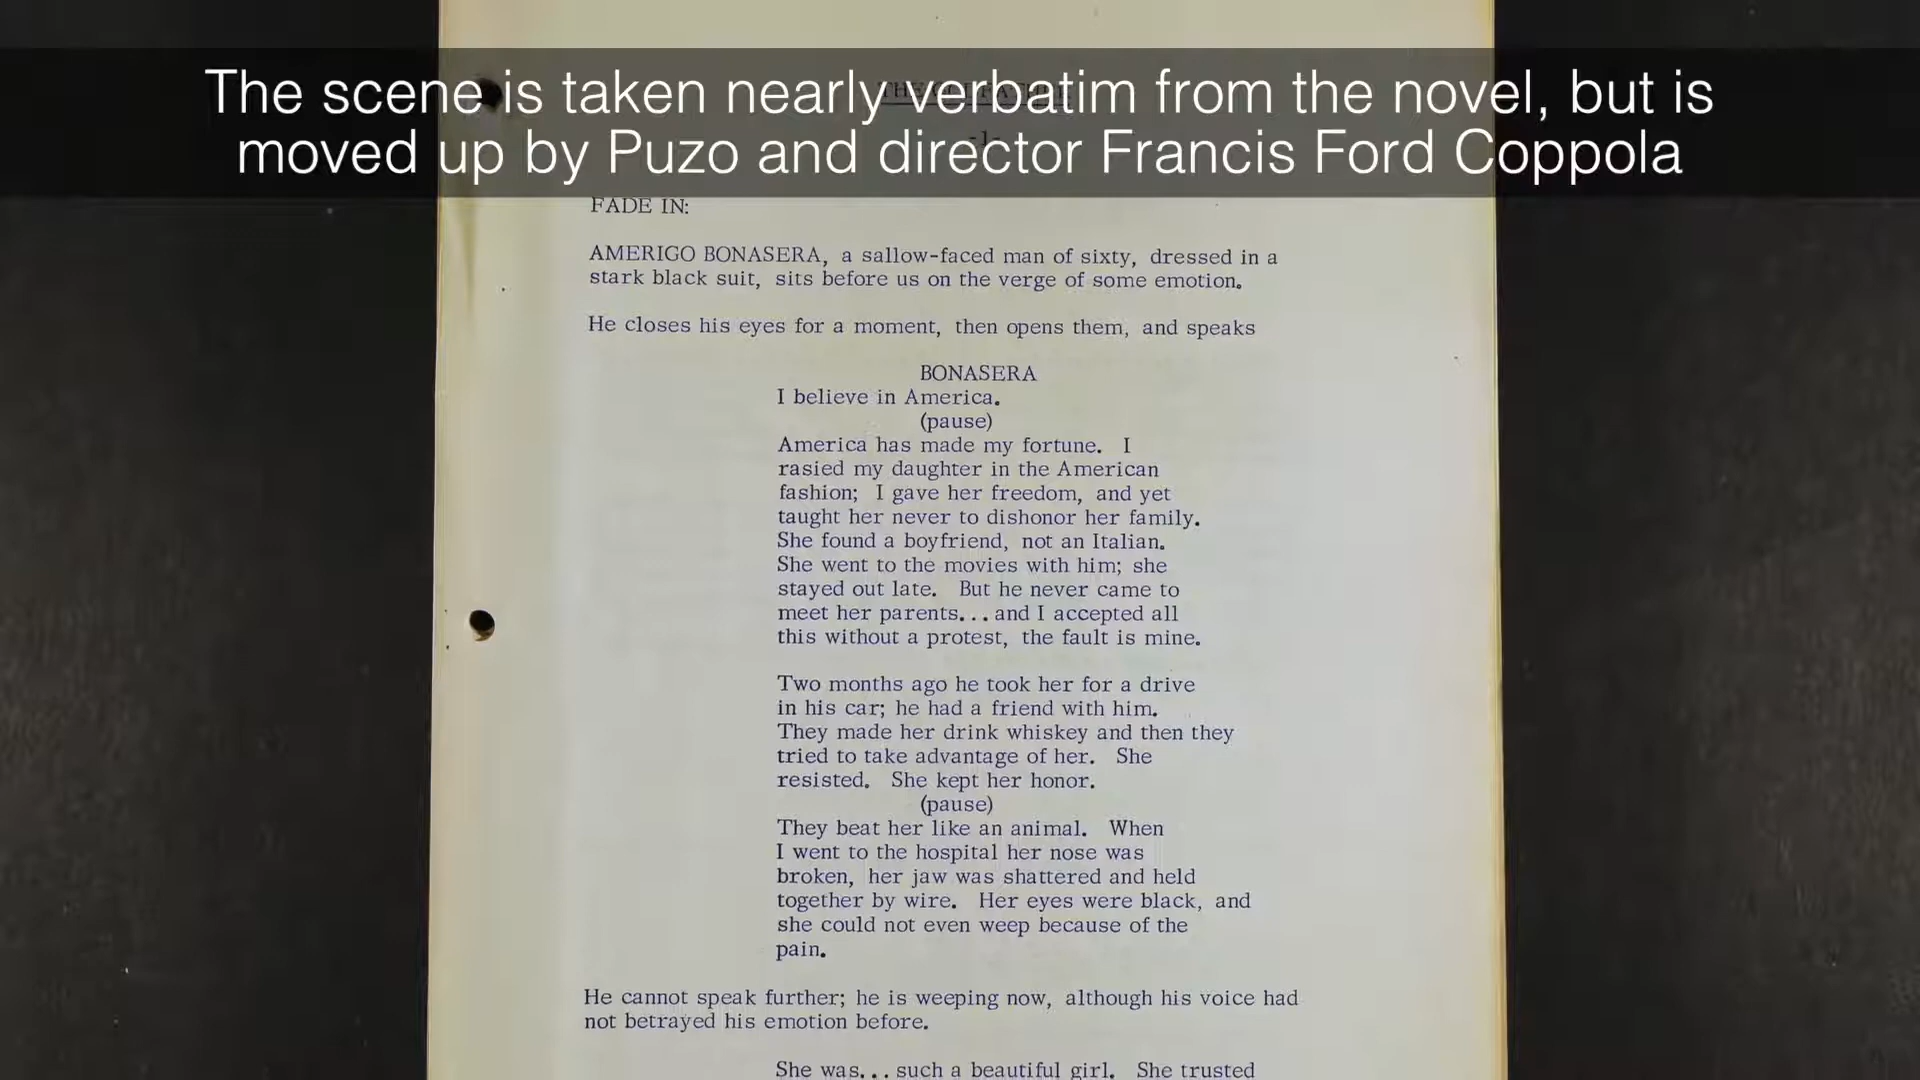 The scene is taken nearly verbatim from the novel, but is
moved up by Puzo and director Francis Ford Coppola
FADE IN:
AMERIGO BONASERA, a sallow-faced man of sixty, dressed in a
stark black suit, sits before us on the verge of some emotion.
He closes his eyes for a moment, then opens them, and speaks
BONASERA
I believe in America.
(pause)
America has made my fortune. I
rasied my daughter in the American
fashion; I gave her freedom, and yet
taught her never to dishonor her family.
She found a boyfriend, not an Italian.
She went to the movies with him; she
stayed out late. But he never came to
meet her parents...and I accepted all
this without a protest, the fault is mine.
Two months ago he took her for a drive
in his car; he had a friend with him.
They made her drink whiskey and then they
tried to take advantage of her. She
resisted. She kept her honor.
(pause)
They beat her like an animal. When
I went to the hospital her nose was
broken, her jaw was shattered and held
together by wire. Her eyes were black, and
she could not even weep because of the
pain.
He cannot speak further; he is weeping now, although his voice had
not betrayed his emotion before.
She was...such a beautiful girl. She trusted